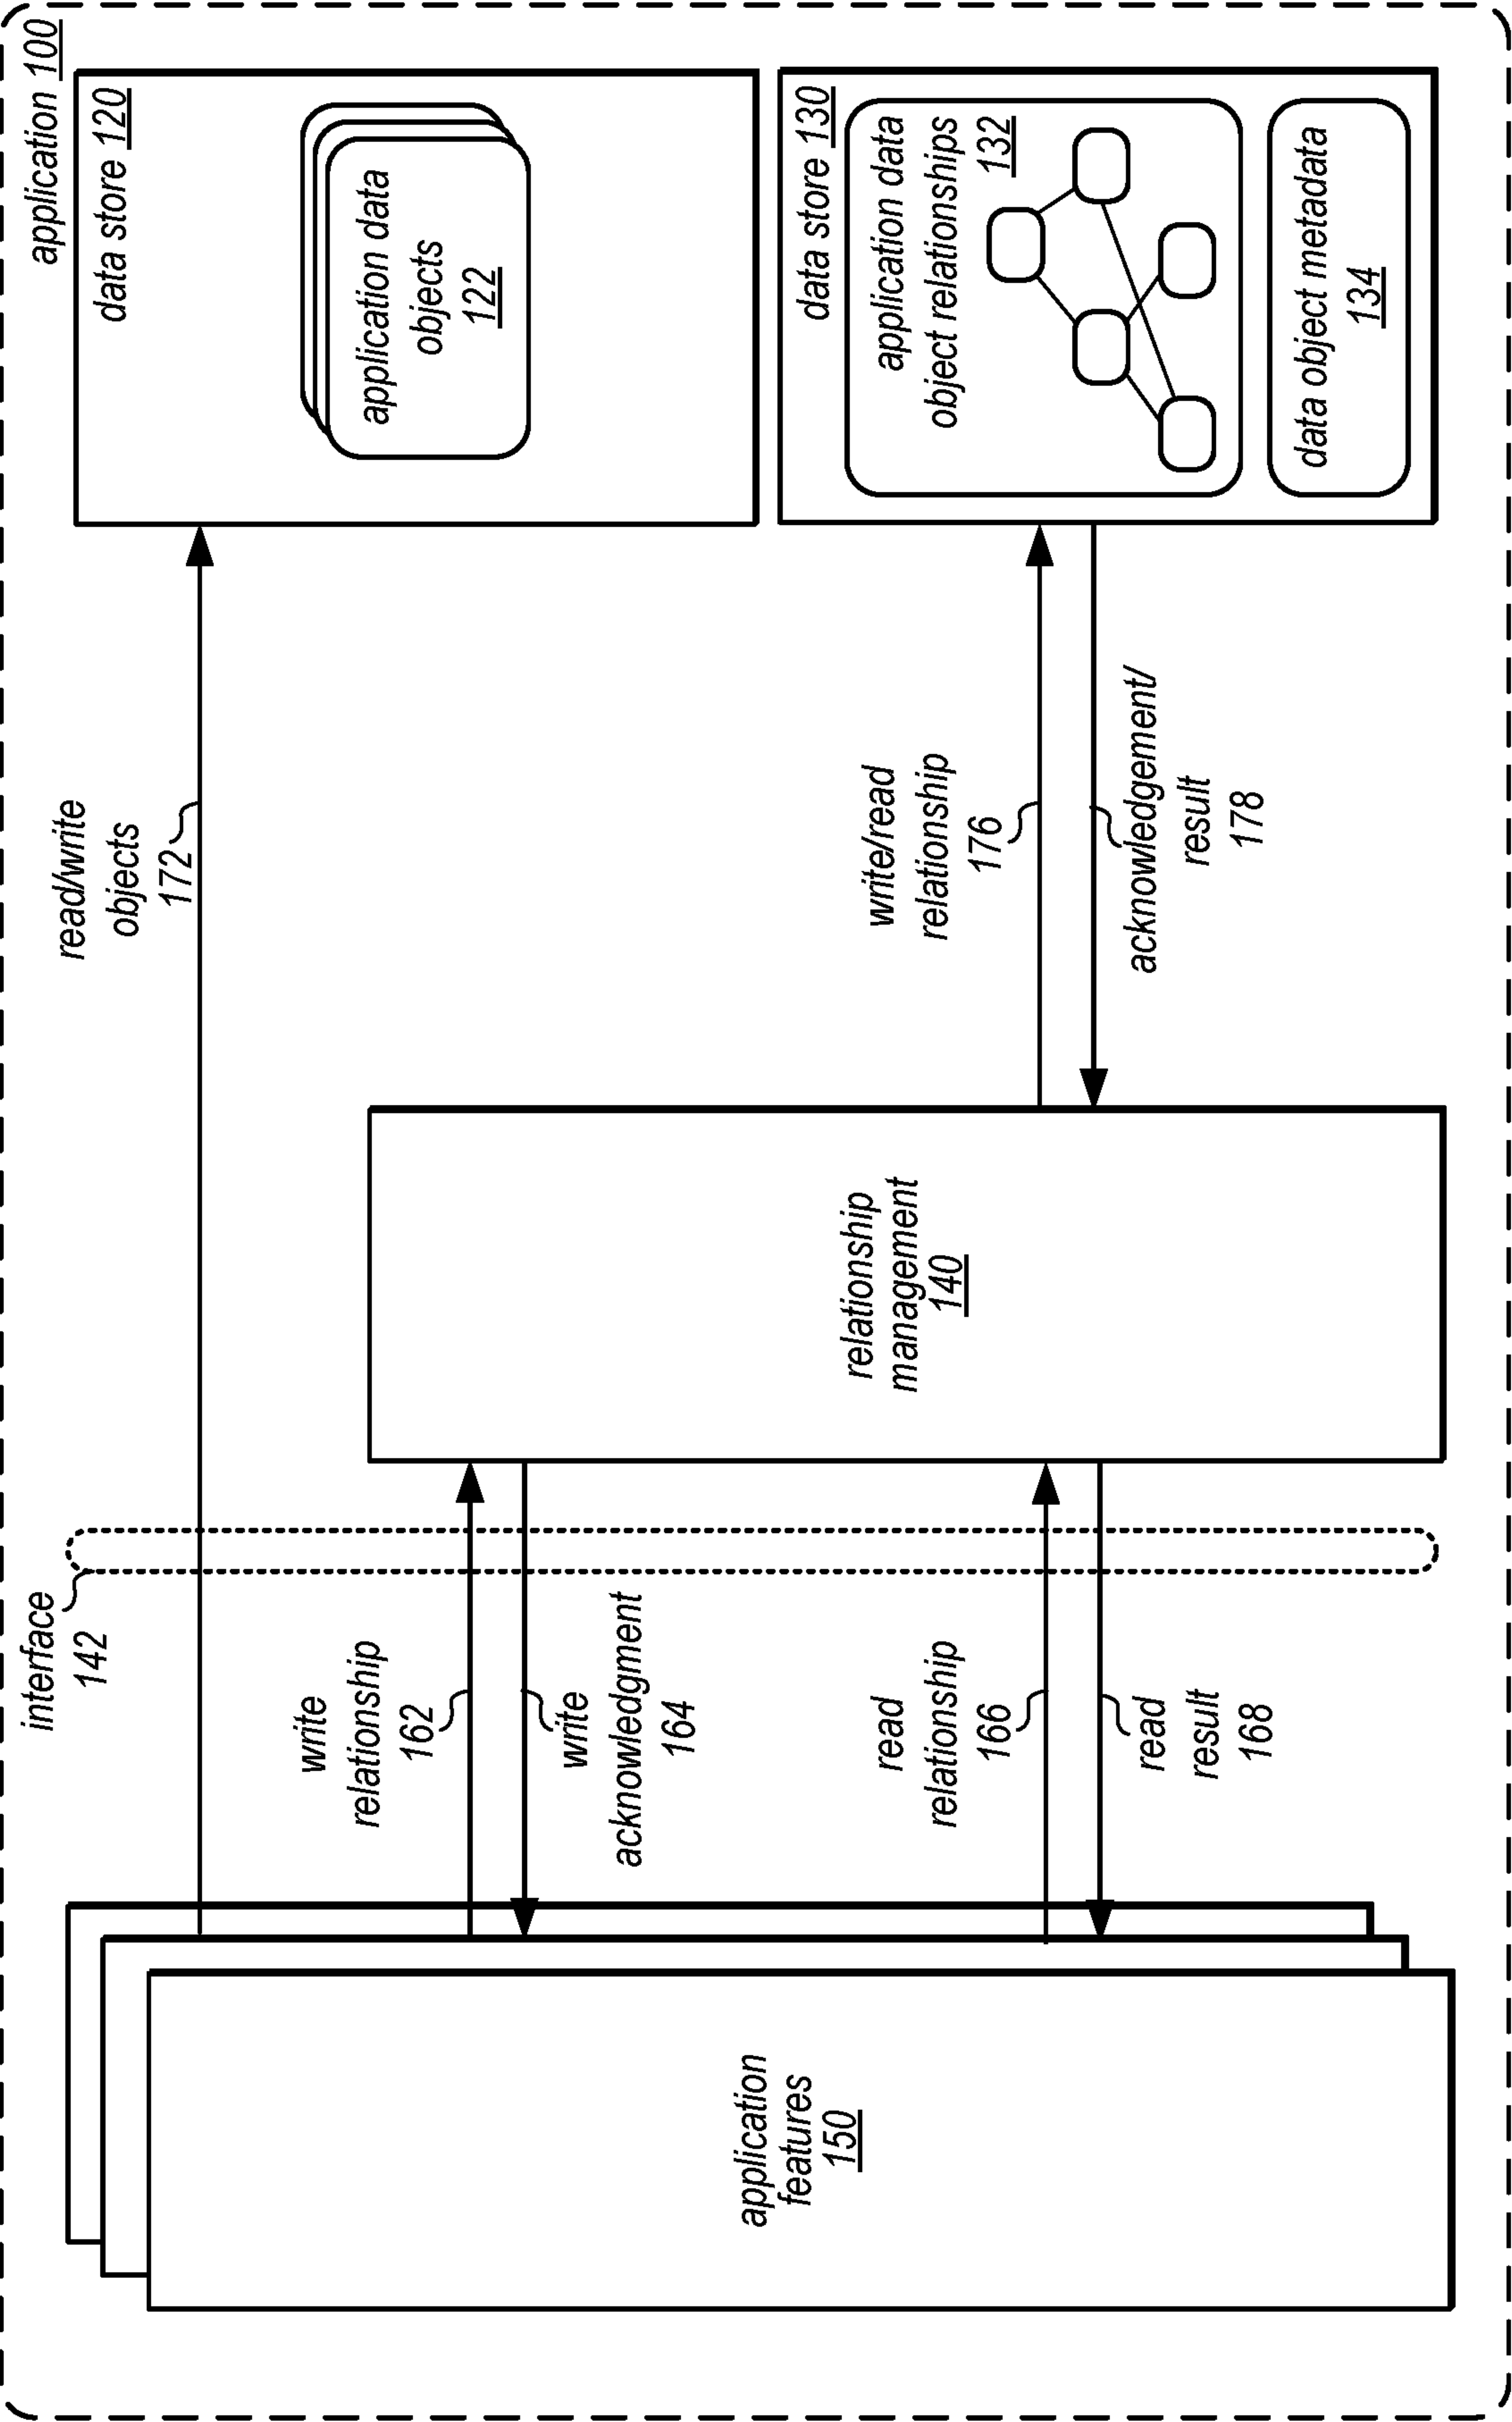 application 100
data store 120
application data
objects
122
data store 130
application data
object relationships
132
data object metadata
134
read/write
objects
172
write/read
relationship
176
acknowledgement/
result
178
relationship
management
140
interface
142
write
relationship
162
write
acknowledgment
164
read
relationship
166
read
result
168
application
features
150